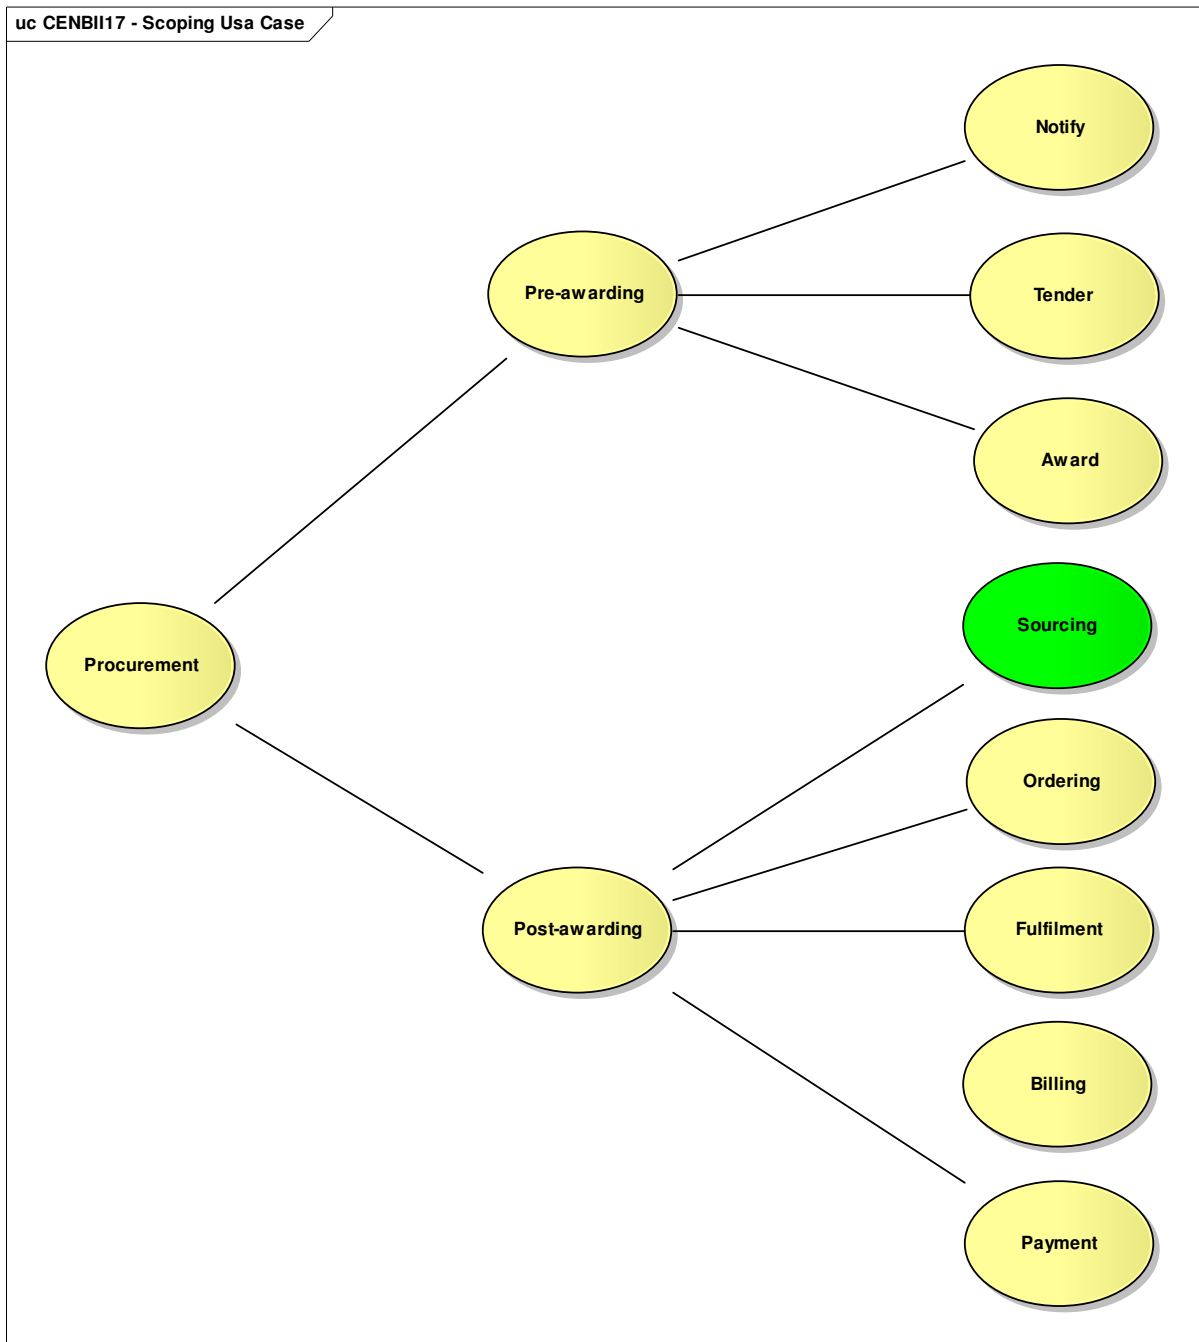 uc CENBII17 - Scoping Usa Case
Notify
Pre-awarding
Tender
Award
Sourcing
Procurement
Ordering
Post-awarding
Fulfilment
Billing
Payment